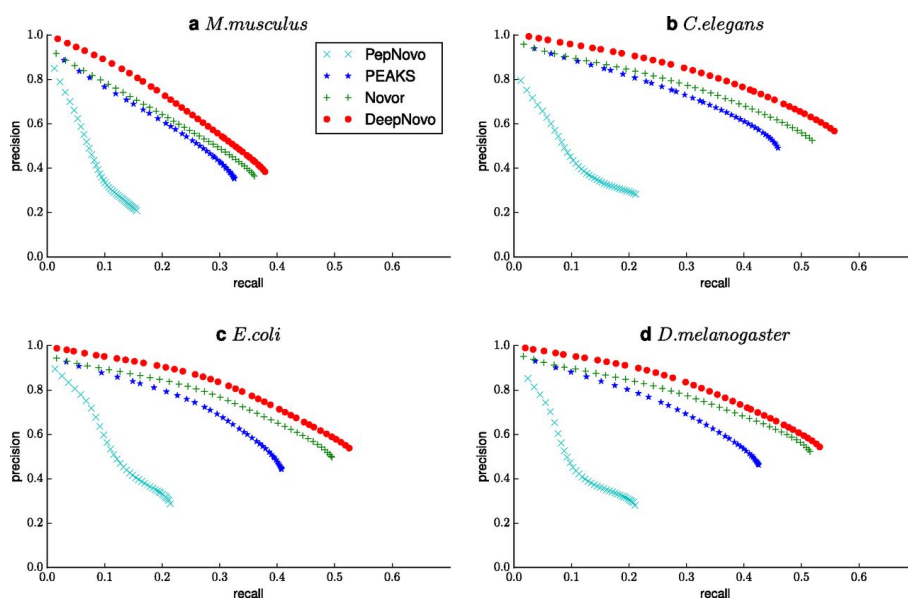 a M.musculus
1.0
0.8
0.6
0.4
0.2
0.0
precision
0.0 0.1 0.2 0.3 0.4 0.5 0.6
recall
PepNovo
PEAKS
Novor
DeepNovo
b C.elegans
1.0
0.8
0.6
0.4
0.2
0.0
precision
0.0 0.1 0.2 0.3 0.4 0.5 0.6
recall
c E.coli
1.0
0.8
0.6
0.4
0.2
0.0
precision
0.0 0.1 0.2 0.3 0.4 0.5 0.6
recall
d D.melanogaster
1.0
0.8
0.6
0.4
0.2
0.0
precision
0.0 0.1 0.2 0.3 0.4 0.5 0.6
recall